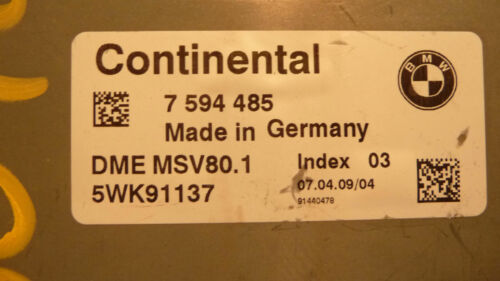 Continental
BMW
7 594 485
Made in Germany
DME MSV80.1 Index 03
5WK91137 07.04.09/04
91440478